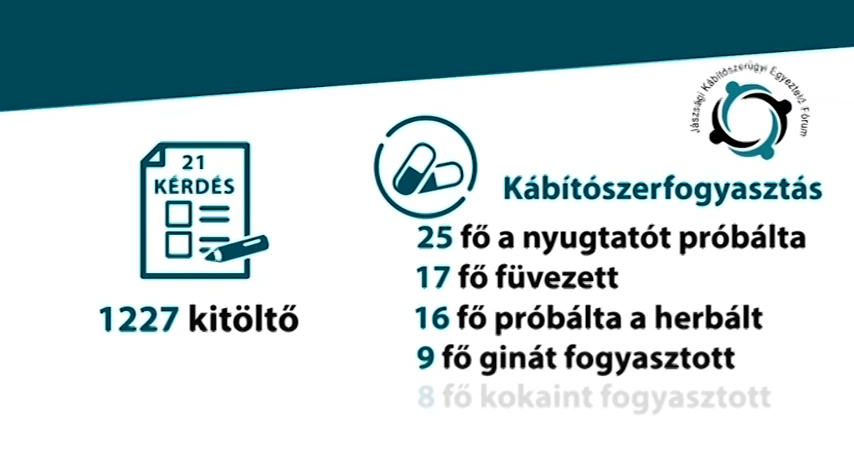 Jászsági Kábítószerügyi Egyeztető Fórum
21
KÉRDÉS
1227 kitöltő
Kábítószerfogyasztás
25 fő a nyugtatót próbálta
17 fő füvezett
16 fő próbálta a herbált
9 fő ginát fogyasztott
8 fő kokaint fogyasztott